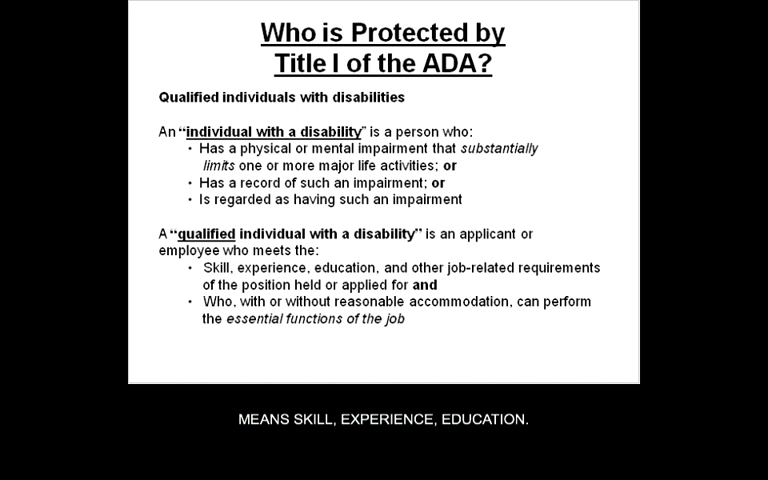 Who is Protected by
Title I of the ADA?
Qualified individuals with disabilities
An “individual with a disability” is a person who:
• Has a physical or mental impairment that substantially
limits one or more major life activities; or
• Has a record of such an impairment; or
• Is regarded as having such an impairment
A “qualified individual with a disability” is an applicant or
employee who meets the:
• Skill, experience, education, and other job-related requirements
of the position held or applied for and
• Who, with or without reasonable accommodation, can perform
the essential functions of the job
MEANS SKILL, EXPERIENCE, EDUCATION.